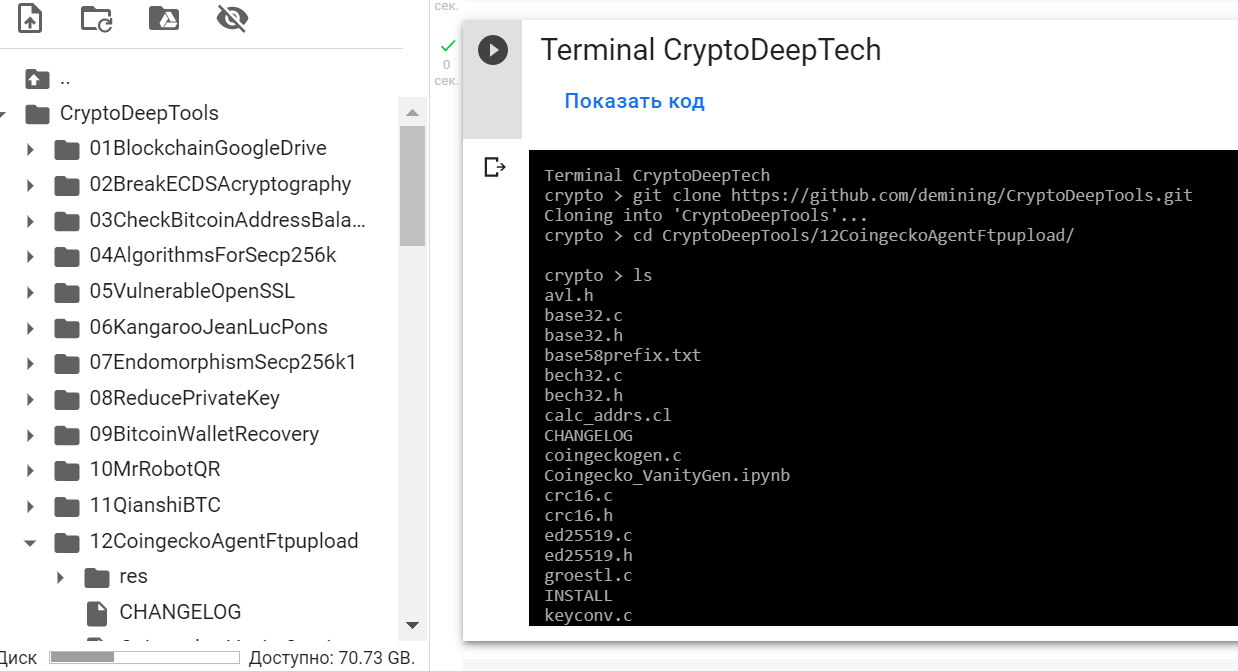 ..
CryptoDeepTools
01BlockchainGoogleDrive
02BreakECDSAcryptography
03CheckBitcoinAddressBala...
04AlgorithmsForSecp256k
05VulnerableOpenSSL
06KangarooJeanLucPons
07EndomorphismSecp256k1
08ReducePrivateKey
09BitcoinWalletRecovery
10MrRobotQR
11QianshiBTC
12CoingeckoAgentFtpupload
res
CHANGELOG
Диск
Доступно: 70.73 GB.
сек.
0
сек.
Terminal CryptoDeepTech
Показать код
Terminal CryptoDeepTech
crypto > git clone https://github.com/demining/CryptoDeepTools.git
Cloning into 'CryptoDeepTools'...
crypto > cd CryptoDeepTools/12CoingeckoAgentFtpupload/
crypto > ls
avl.h
base32.c
base32.h
base58prefix.txt
bech32.c
bech32.h
calc_addrs.cl
CHANGELOG
coingeckogen.c
Coingecko_VanityGen.ipynb
crc16.c
crc16.h
ed25519.c
ed25519.h
groestl.c
INSTALL
keyconv.c